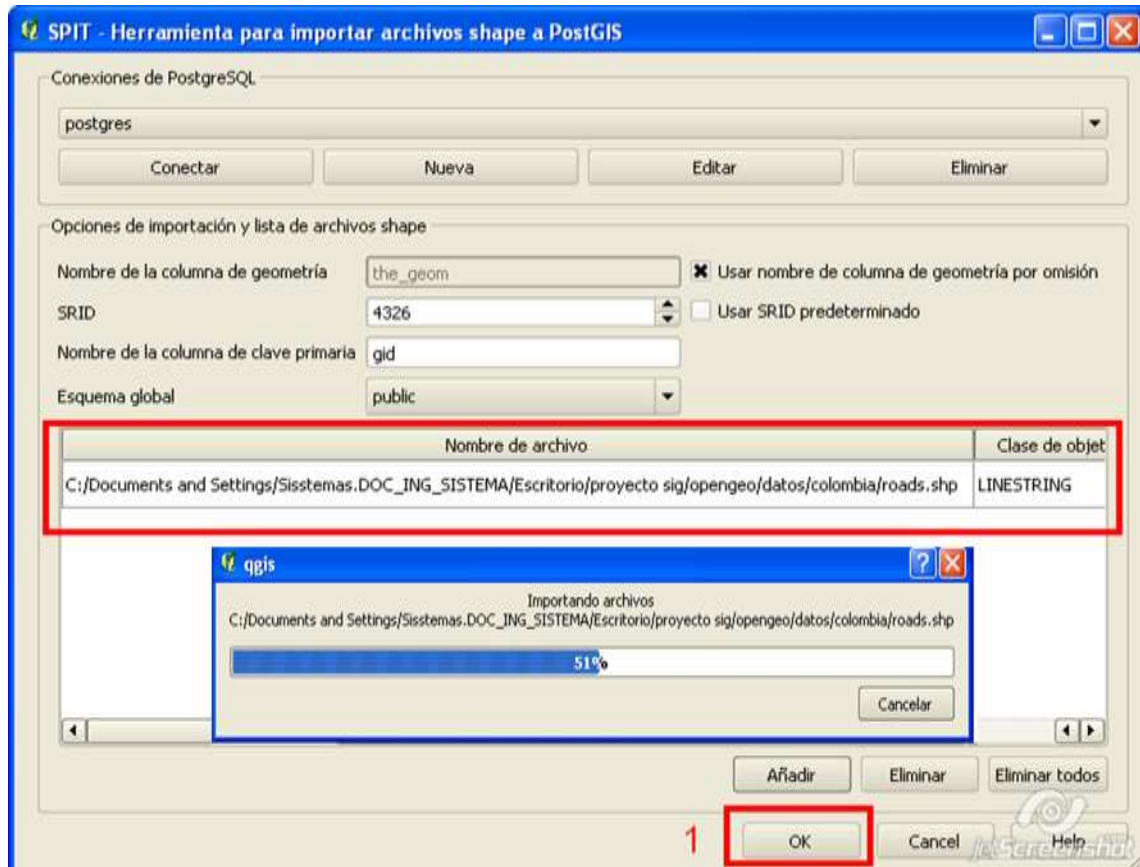 SPIT - Herramienta para importar archivos shape a PostGIS
Conexiones de PostgreSQL
postgres
Conectar Nueva Editar Eliminar
Opciones de importación y lista de archivos shape
Nombre de la columna de geometría the_geom Usar nombre de columna de geometría por omisión
SRID 4326 Usar SRID predeterminado
Nombre de la columna de clave primaria gid
Esquema global public
Nombre de archivo Clase de objet
C:/Documents and Settings/Sisstemas.DOC_ING_SISTEMA/Escritorio/proyecto sig/opengeo/datos/colombia/roads.shp LINESTRING
qgis
Importando archivos
C:/Documents and Settings/Sisstemas.DOC_ING_SISTEMA/Escritorio/proyecto sig/opengeo/datos/colombia/roads.shp
51%
Cancelar
Añadir Eliminar Eliminar todos
1 OK Cancel Help
jetScreenshot